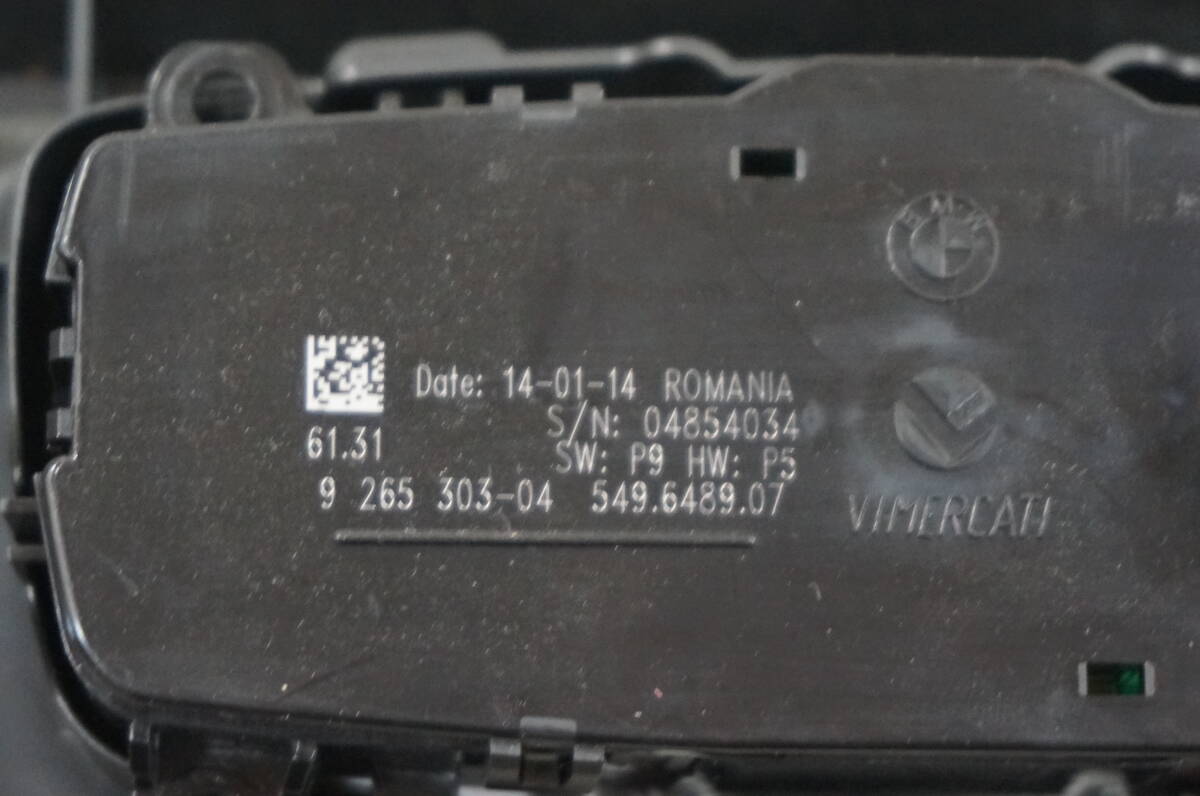 BMW
Date: 14-01-14 ROMANIA
S/N: 04854034
61.31
SW: P9 HW: P5
9 265 303-04 549.6489.07
VIMERCATI